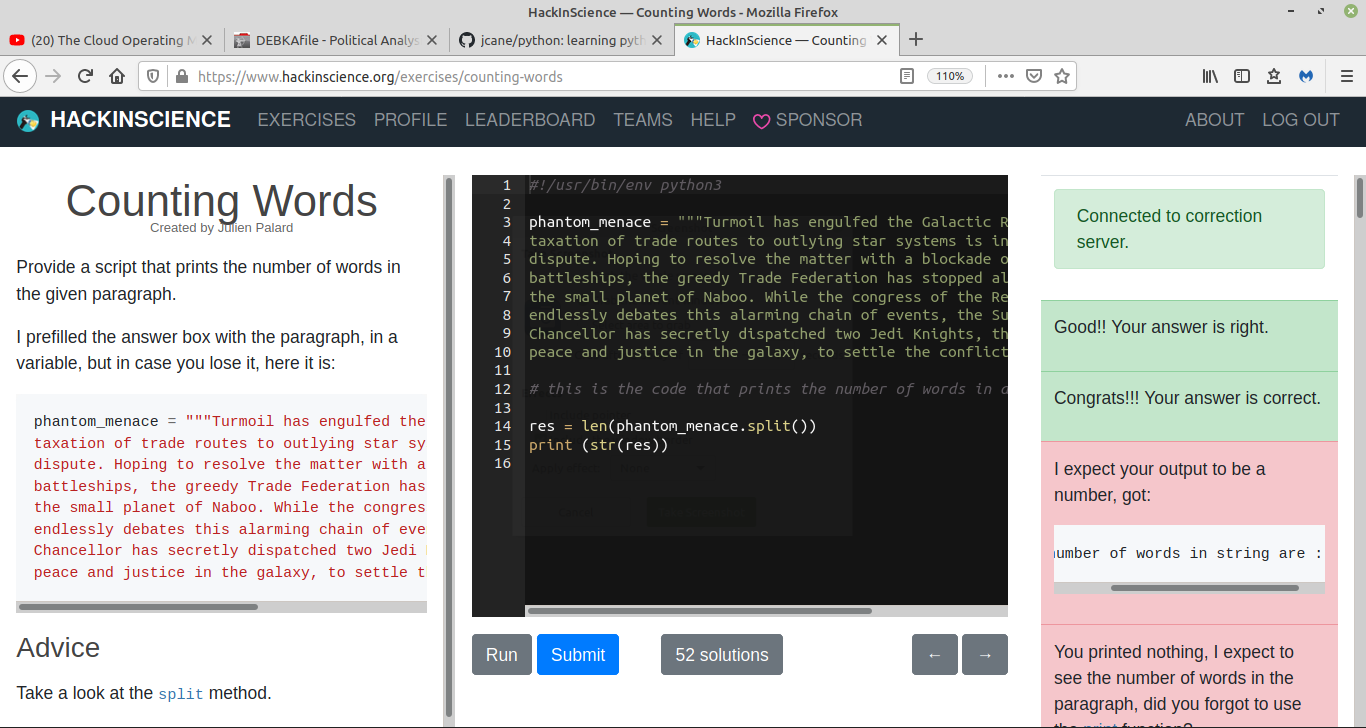 HackInScience — Counting Words - Mozilla Firefox
(20) The Cloud Operating
DEBKAfile - Political Analys
jcane/python: learning pyth
HackInScience — Counting
https://www.hackinscience.org/exercises/counting-words
110%
HACKINSCIENCE EXERCISES PROFILE LEADERBOARD TEAMS HELP SPONSOR ABOUT LOG OUT
Counting Words
Created by Julien Palard
Provide a script that prints the number of words in
the given paragraph.
I prefilled the answer box with the paragraph, in a
variable, but in case you lose it, here it is:
phantom_menace = """Turmoil has engulfed the
taxation of trade routes to outlying star sy
dispute. Hoping to resolve the matter with a
battleships, the greedy Trade Federation has
the small planet of Naboo. While the congres
endlessly debates this alarming chain of eve
Chancellor has secretly dispatched two Jedi
peace and justice in the galaxy, to settle t
Advice
Take a look at the split method.
1 #!/usr/bin/env python3
2
3 phantom_menace = """Turmoil has engulfed the Galactic R
4 taxation of trade routes to outlying star systems is in
5 dispute. Hoping to resolve the matter with a blockade o
6 battleships, the greedy Trade Federation has stopped al
7 the small planet of Naboo. While the congress of the Re
8 endlessly debates this alarming chain of events, the Su
9 Chancellor has secretly dispatched two Jedi Knights, th
10 peace and justice in the galaxy, to settle the conflict
11
12 # this is the code that prints the number of words in a
13
14 res = len(phantom_menace.split())
15 print (str(res))
16
Run Submit 52 solutions ← →
Connected to correction
server.
Good!! Your answer is right.
Congrats!!! Your answer is correct.
I expect your output to be a
number, got:
number of words in string are :
You printed nothing, I expect to
see the number of words in the
paragraph, did you forgot to use
the print function?